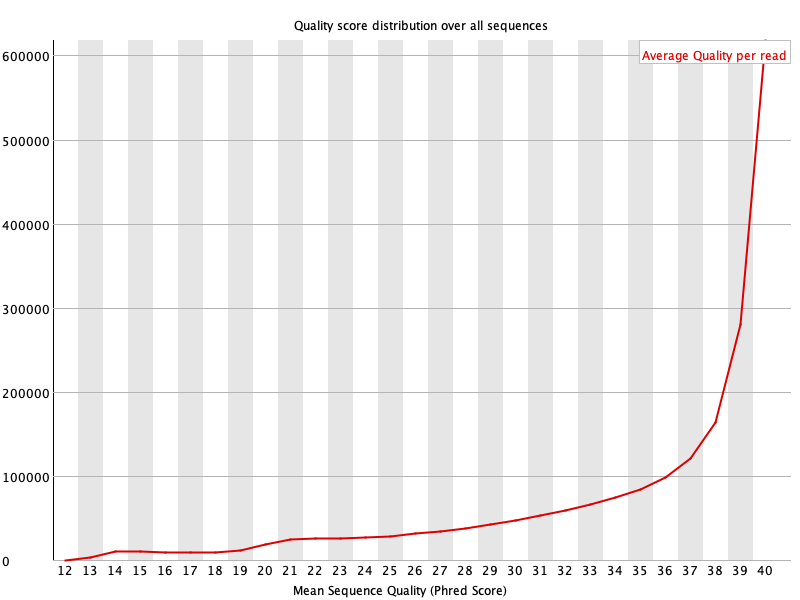 Quality score distribution over all sequences
Average Quality per read
600000
500000
400000
300000
200000
100000
0
12 13 14 15 16 17 18 19 20 21 22 23 24 25 26 27 28 29 30 31 32 33 34 35 36 37 38 39 40
Mean Sequence Quality (Phred Score)